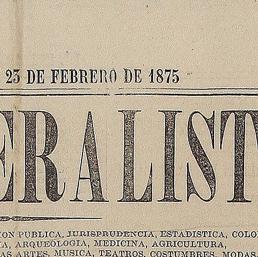 23 DE FEBRERO DE 1875
ERALIST
ION PUBLICA, JURISPRUDENCIA, ESTADISTICA, COLO
IA, ARQUEOLOGIA, MEDICINA, AGRICULTURA,
AS ARTES, MUSICA, TEATROS, COSTUMBRES, MODAS